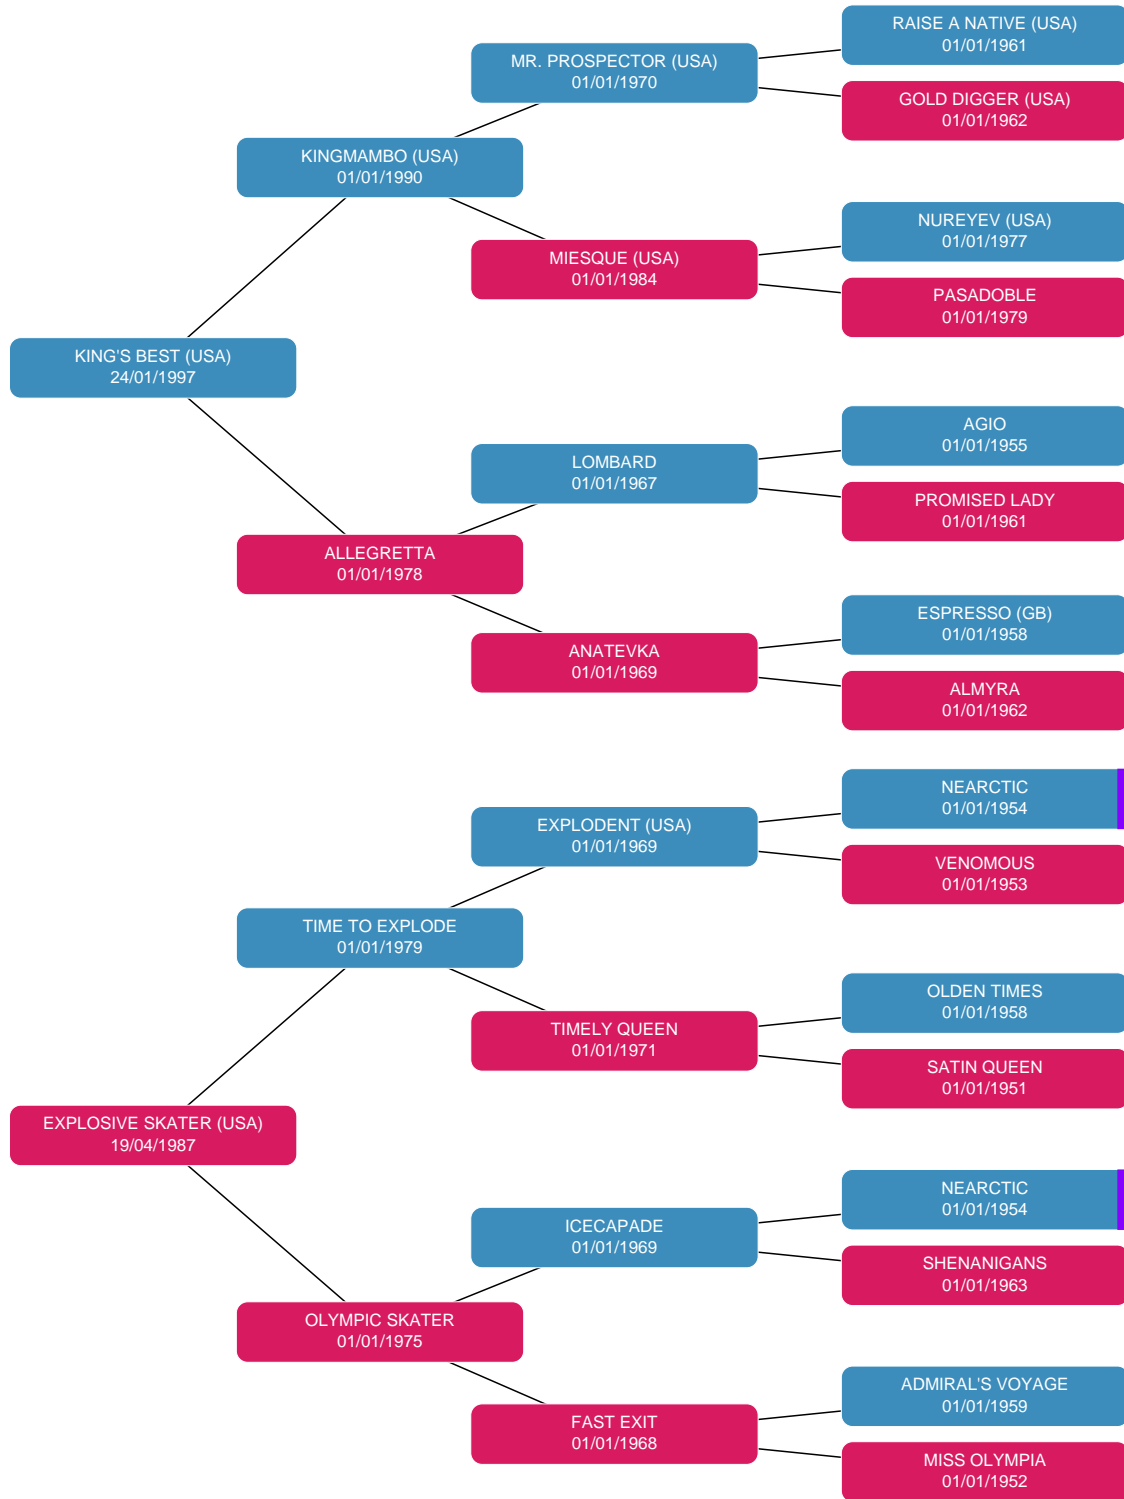 RAISE A NATIVE (USA)
01/01/1961
MR. PROSPECTOR (USA)
01/01/1970
GOLD DIGGER (USA)
01/01/1962
KINGMAMBO (USA)
01/01/1990
NUREYEV (USA)
01/01/1977
MIESQUE (USA)
01/01/1984
PASADOBLE
01/01/1979
KING'S BEST (USA)
24/01/1997
AGIO
01/01/1955
LOMBARD
01/01/1967
PROMISED LADY
01/01/1961
ALLEGRETTA
01/01/1978
ESPRESSO (GB)
01/01/1958
ANATEVKA
01/01/1969
ALMYRA
01/01/1962
NEARCTIC
01/01/1954
EXPLODENT (USA)
01/01/1969
VENOMOUS
01/01/1953
TIME TO EXPLODE
01/01/1979
OLDEN TIMES
01/01/1958
TIMELY QUEEN
01/01/1971
SATIN QUEEN
01/01/1951
EXPLOSIVE SKATER (USA)
19/04/1987
NEARCTIC
01/01/1954
ICECAPADE
01/01/1969
SHENANIGANS
01/01/1963
OLYMPIC SKATER
01/01/1975
ADMIRAL'S VOYAGE
01/01/1959
FAST EXIT
01/01/1968
MISS OLYMPIA
01/01/1952